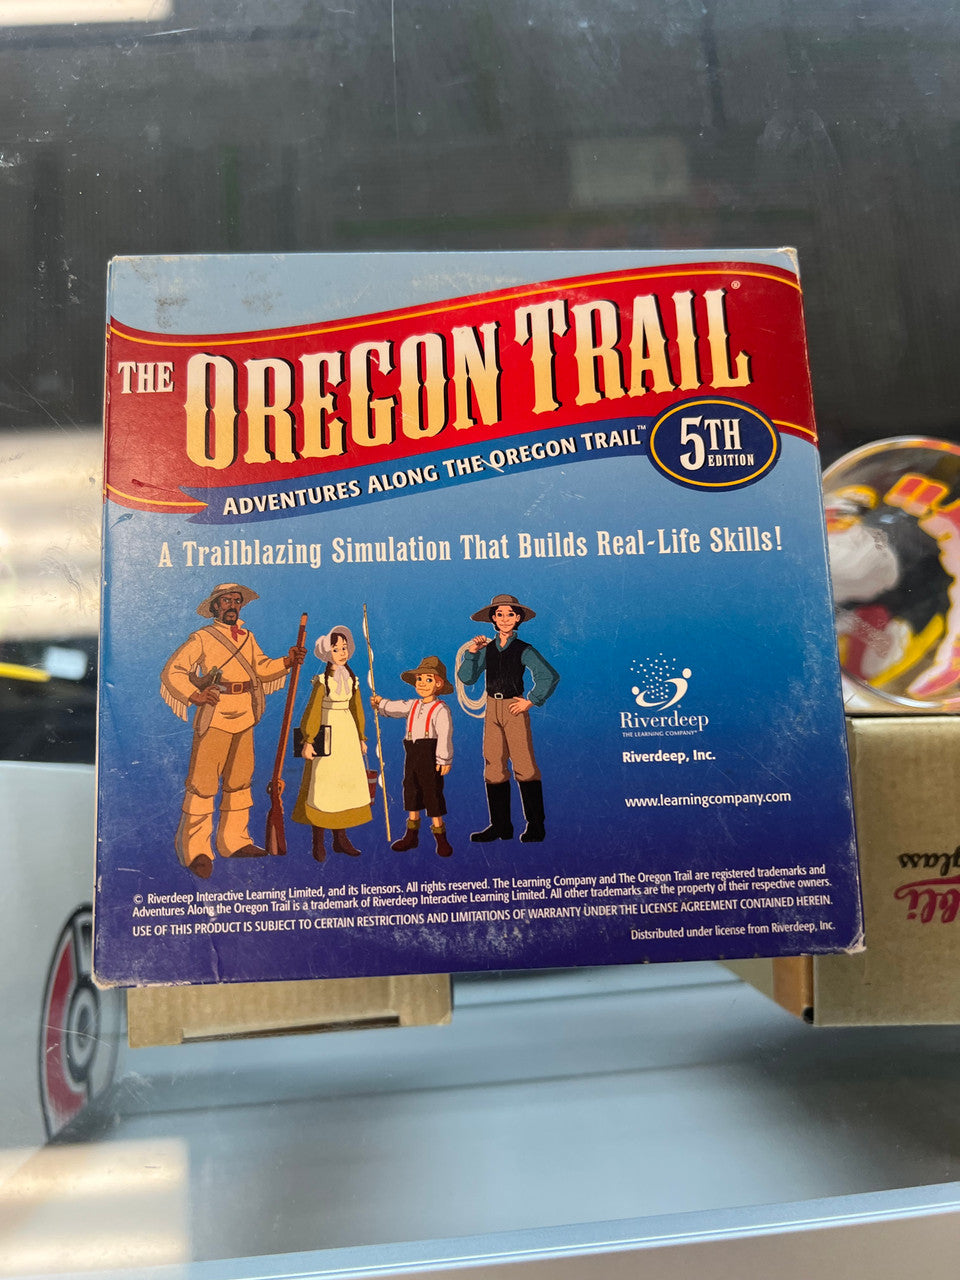 THE OREGON TRAIL®
ADVENTURES ALONG THE OREGON TRAIL™
5TH
EDITION
A Trailblazing Simulation That Builds Real-Life Skills!
Riverdeep
THE LEARNING COMPANY®
Riverdeep, Inc.
www.learningcompany.com
© Riverdeep Interactive Learning Limited, and its licensors. All rights reserved. The Learning Company and The Oregon Trail are registered trademarks and
Adventures Along the Oregon Trail is a trademark of Riverdeep Interactive Learning Limited. All other trademarks are the property of their respective owners.
USE OF THIS PRODUCT IS SUBJECT TO CERTAIN RESTRICTIONS AND LIMITATIONS OF WARRANTY UNDER THE LICENSE AGREEMENT CONTAINED HEREIN.
Distsributed under license from Riverdeep, Inc.